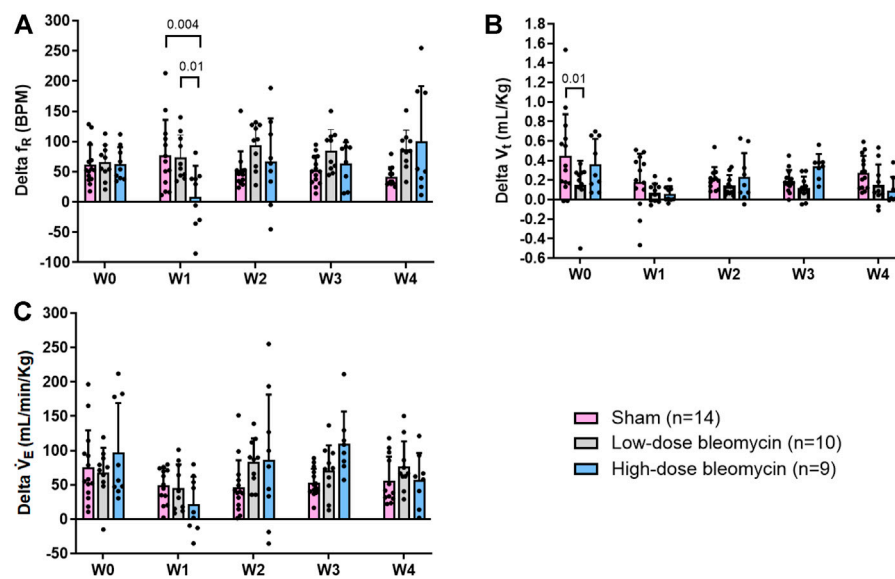 A
Delta fR (BPM)
300
250
200
150
100
50
0
-50
-100
0.004
0.01
W0 W1 W2 W3 W4
B
Delta Vt (mL/Kg)
1.8
1.6
1.4
1.2
1.0
0.8
0.6
0.4
0.2
0.0
-0.2
-0.4
-0.6
0.01
W0 W1 W2 W3 W4
C
Delta V̇E (mL/min/Kg)
300
250
200
150
100
50
0
-50
W0 W1 W2 W3 W4
Sham (n=14)
Low-dose bleomycin (n=10)
High-dose bleomycin (n=9)